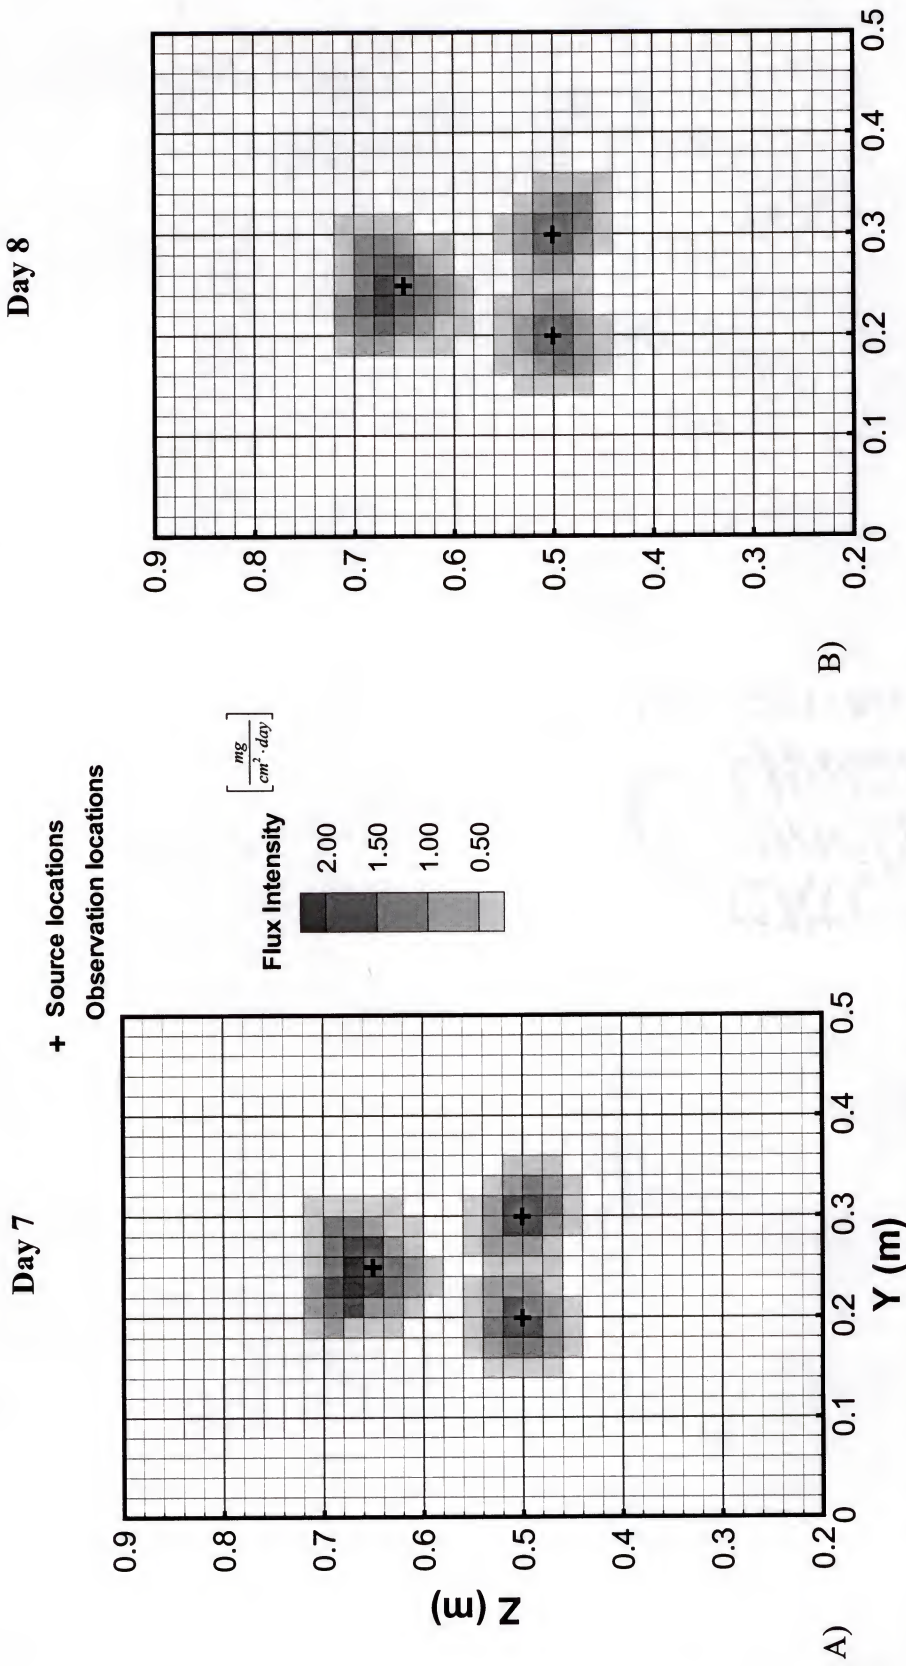 Day 7
Day 8
+ Source locations
Observation locations
Flux Intensity [mg / cm² · day]
2.00
1.50
1.00
0.50
0.9
0.8
0.7
0.6
0.5
0.4
0.3
0.2
Z (m)
0 0.1 0.2 0.3 0.4 0.5
Y (m)
A)
0.9
0.8
0.7
0.6
0.5
0.4
0.3
0.2
0 0.1 0.2 0.3 0.4 0.5
B)